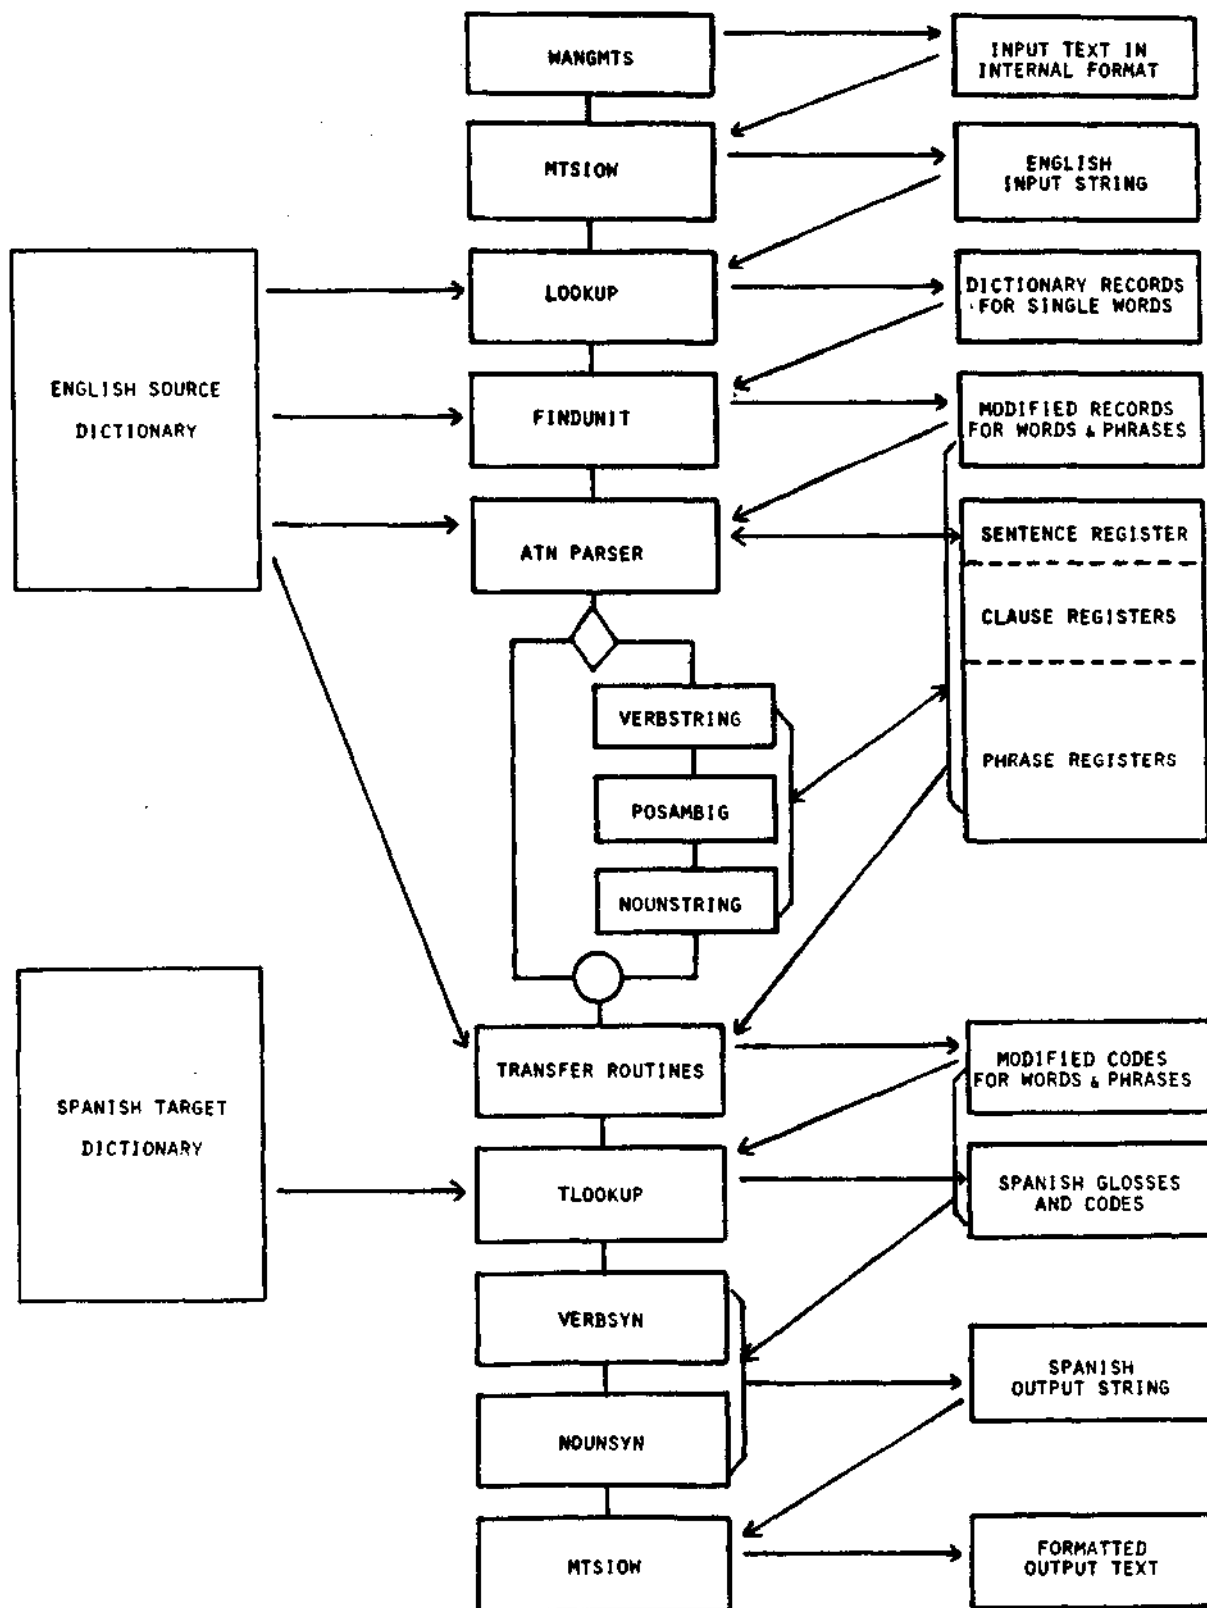 WANGMTS
INPUT TEXT IN
INTERNAL FORMAT
MTSIOW
ENGLISH
INPUT STRING
ENGLISH SOURCE
DICTIONARY
LOOKUP
DICTIONARY RECORDS
FOR SINGLE WORDS
FINDUNIT
MODIFIED RECORDS
FOR WORDS & PHRASES
ATN PARSER
SENTENCE REGISTER
CLAUSE REGISTERS
PHRASE REGISTERS
VERBSTRING
POSAMBIG
NOUNSTRING
SPANISH TARGET
DICTIONARY
TRANSFER ROUTINES
MODIFIED CODES
FOR WORDS & PHRASES
TLOOKUP
SPANISH GLOSSES
AND CODES
VERBSYN
SPANISH
OUTPUT STRING
NOUNSYN
MTSIOW
FORMATTED
OUTPUT TEXT